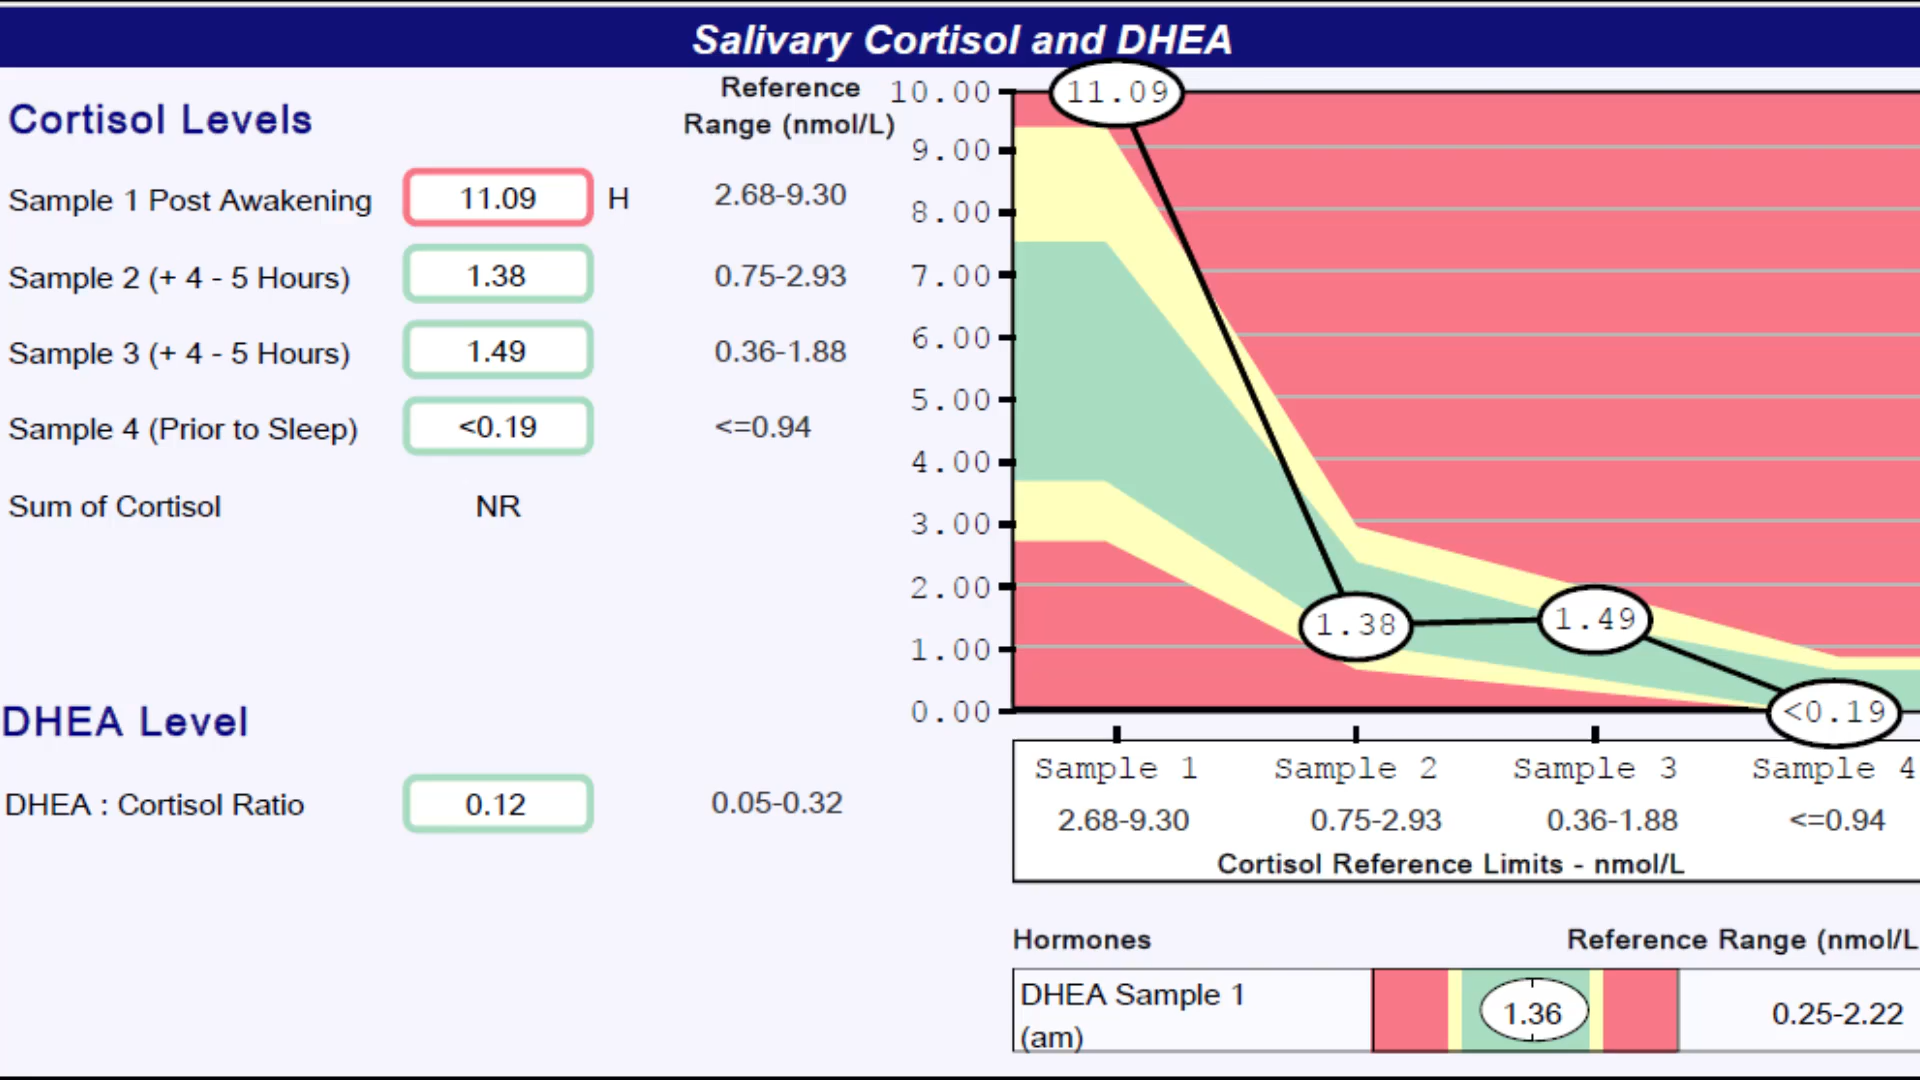 Salivary Cortisol and DHEA
Cortisol Levels
Reference
Range (nmol/L)
Sample 1 Post Awakening 11.09 H 2.68-9.30
Sample 2 (+ 4 - 5 Hours) 1.38 0.75-2.93
Sample 3 (+ 4 - 5 Hours) 1.49 0.36-1.88
Sample 4 (Prior to Sleep) <0.19 <=0.94
Sum of Cortisol NR
DHEA Level
DHEA : Cortisol Ratio 0.12 0.05-0.32
10.00
9.00
8.00
7.00
6.00
5.00
4.00
3.00
2.00
1.00
0.00
11.09
1.38
1.49
<0.19
Sample 1 Sample 2 Sample 3 Sample 4
2.68-9.30 0.75-2.93 0.36-1.88 <=0.94
Cortisol Reference Limits - nmol/L
Hormones Reference Range (nmol/L
DHEA Sample 1
(am)
1.36 0.25-2.22